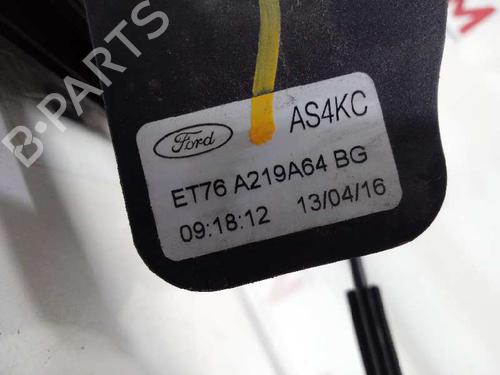 B-PARTS
Ford
AS4KC
ET76 A219A64 BG
09:18:12 13/04/16